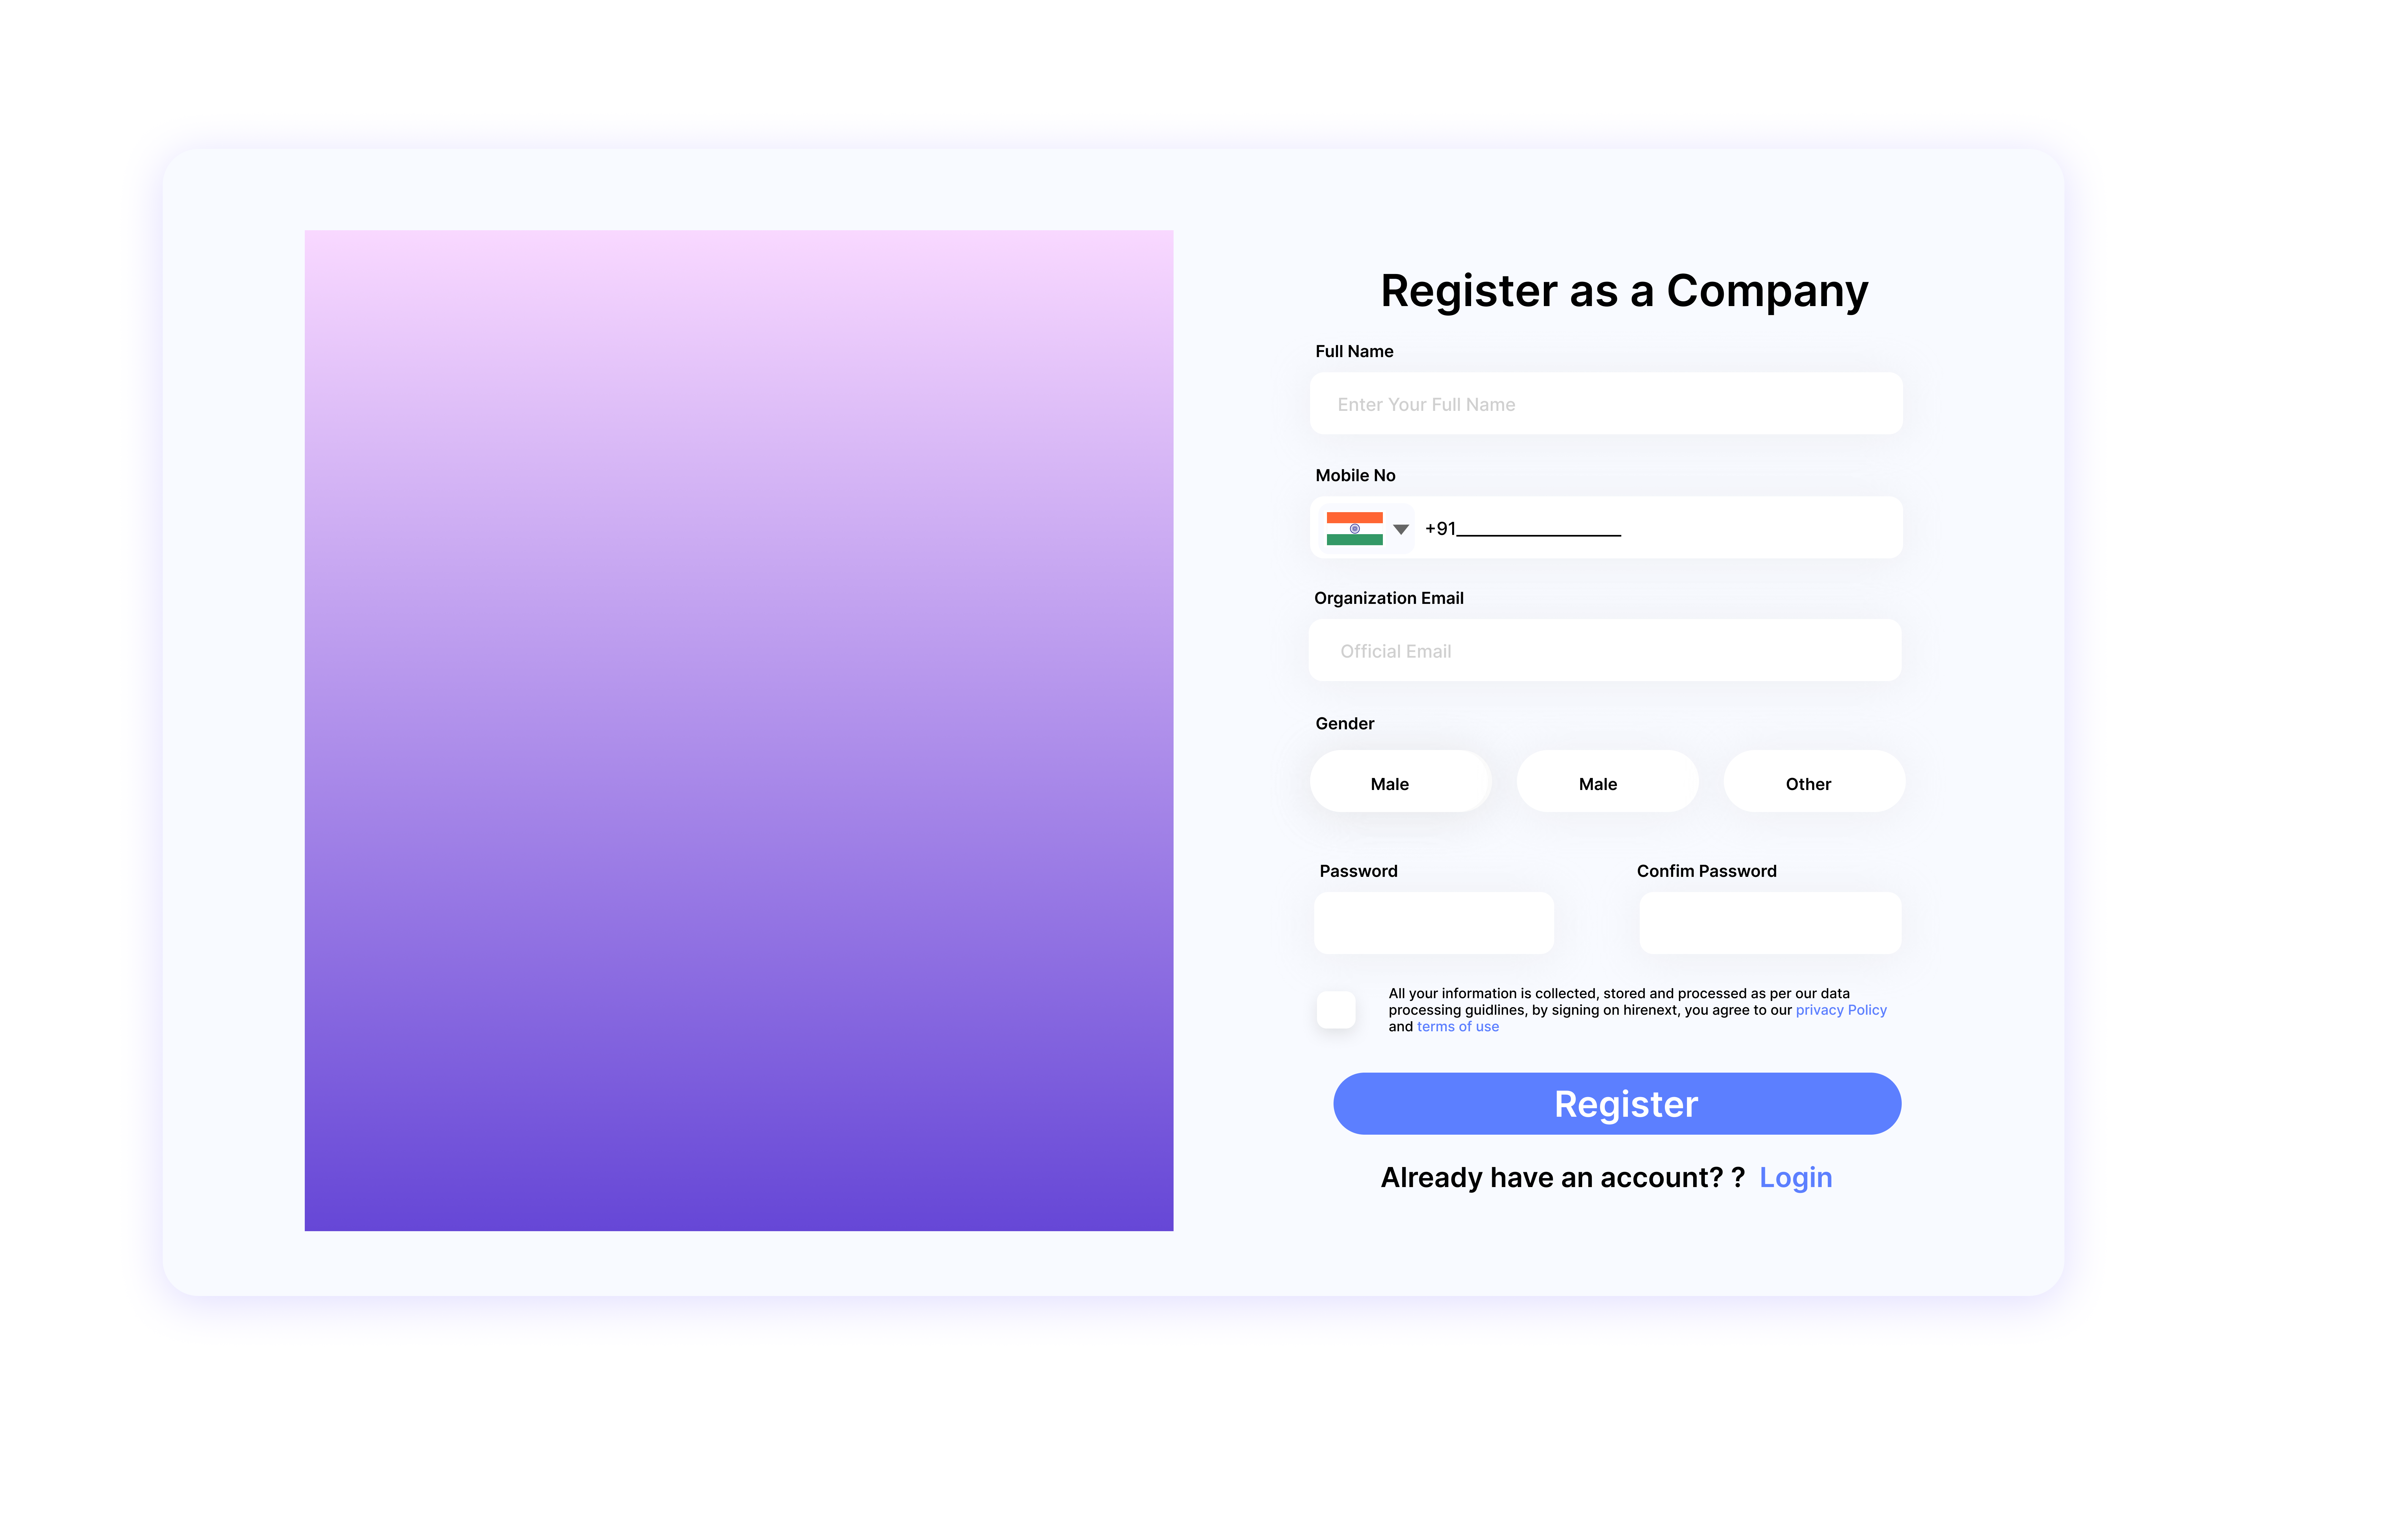 Register as a Company
Full Name
Enter Your Full Name
Mobile No
+91_________________
Organization Email
Official Email
Gender
Male Male Other
Password Confim Password
All your information is collected, stored and processed as per our data
processing guidlines, by signing on hirenext, you agree to our privacy Policy
and terms of use
Register
Already have an account? ? Login